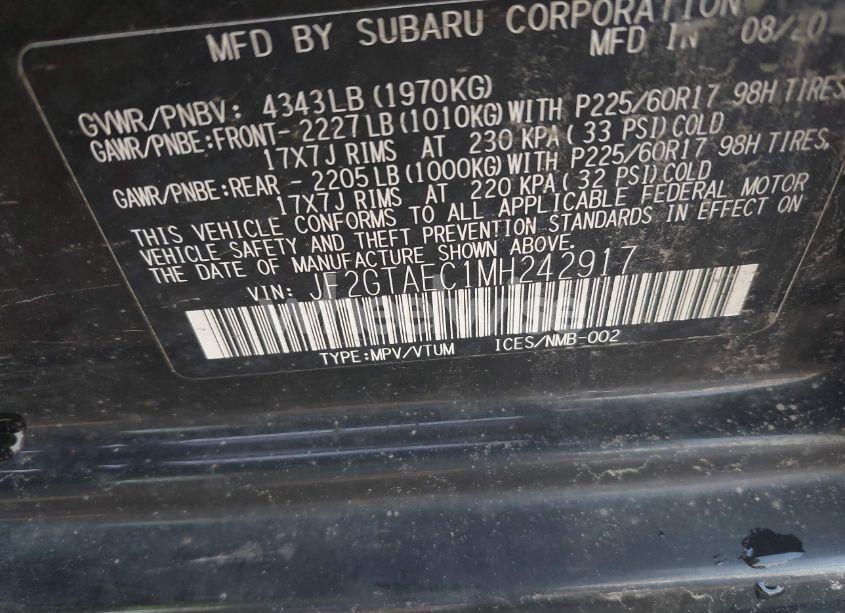 MFD BY SUBARU CORPORATION
MFD IN 08/20
GVWR/PNBV: 4343LB(1970KG)
GAWR/PNBE:FRONT- 2227LB(1010KG)WITH P225/60R17 98H TIRES,
17X7J RIMS AT 230 KPA(33 PSI)COLD
GAWR/PNBE:REAR - 2205LB(1000KG)WITH P225/60R17 98H TIRES,
17X7J RIMS AT 220 KPA(32 PSI)COLD
THIS VEHICLE CONFORMS TO ALL APPLICABLE FEDERAL MOTOR
VEHICLE SAFETY AND THEFT PREVENTION STANDARDS IN EFFECT ON
THE DATE OF MANUFACTURE SHOWN ABOVE.
VIN: JF2GTAEC1MH242917
TYPE:MPV/VTUM ICES/NMB-002